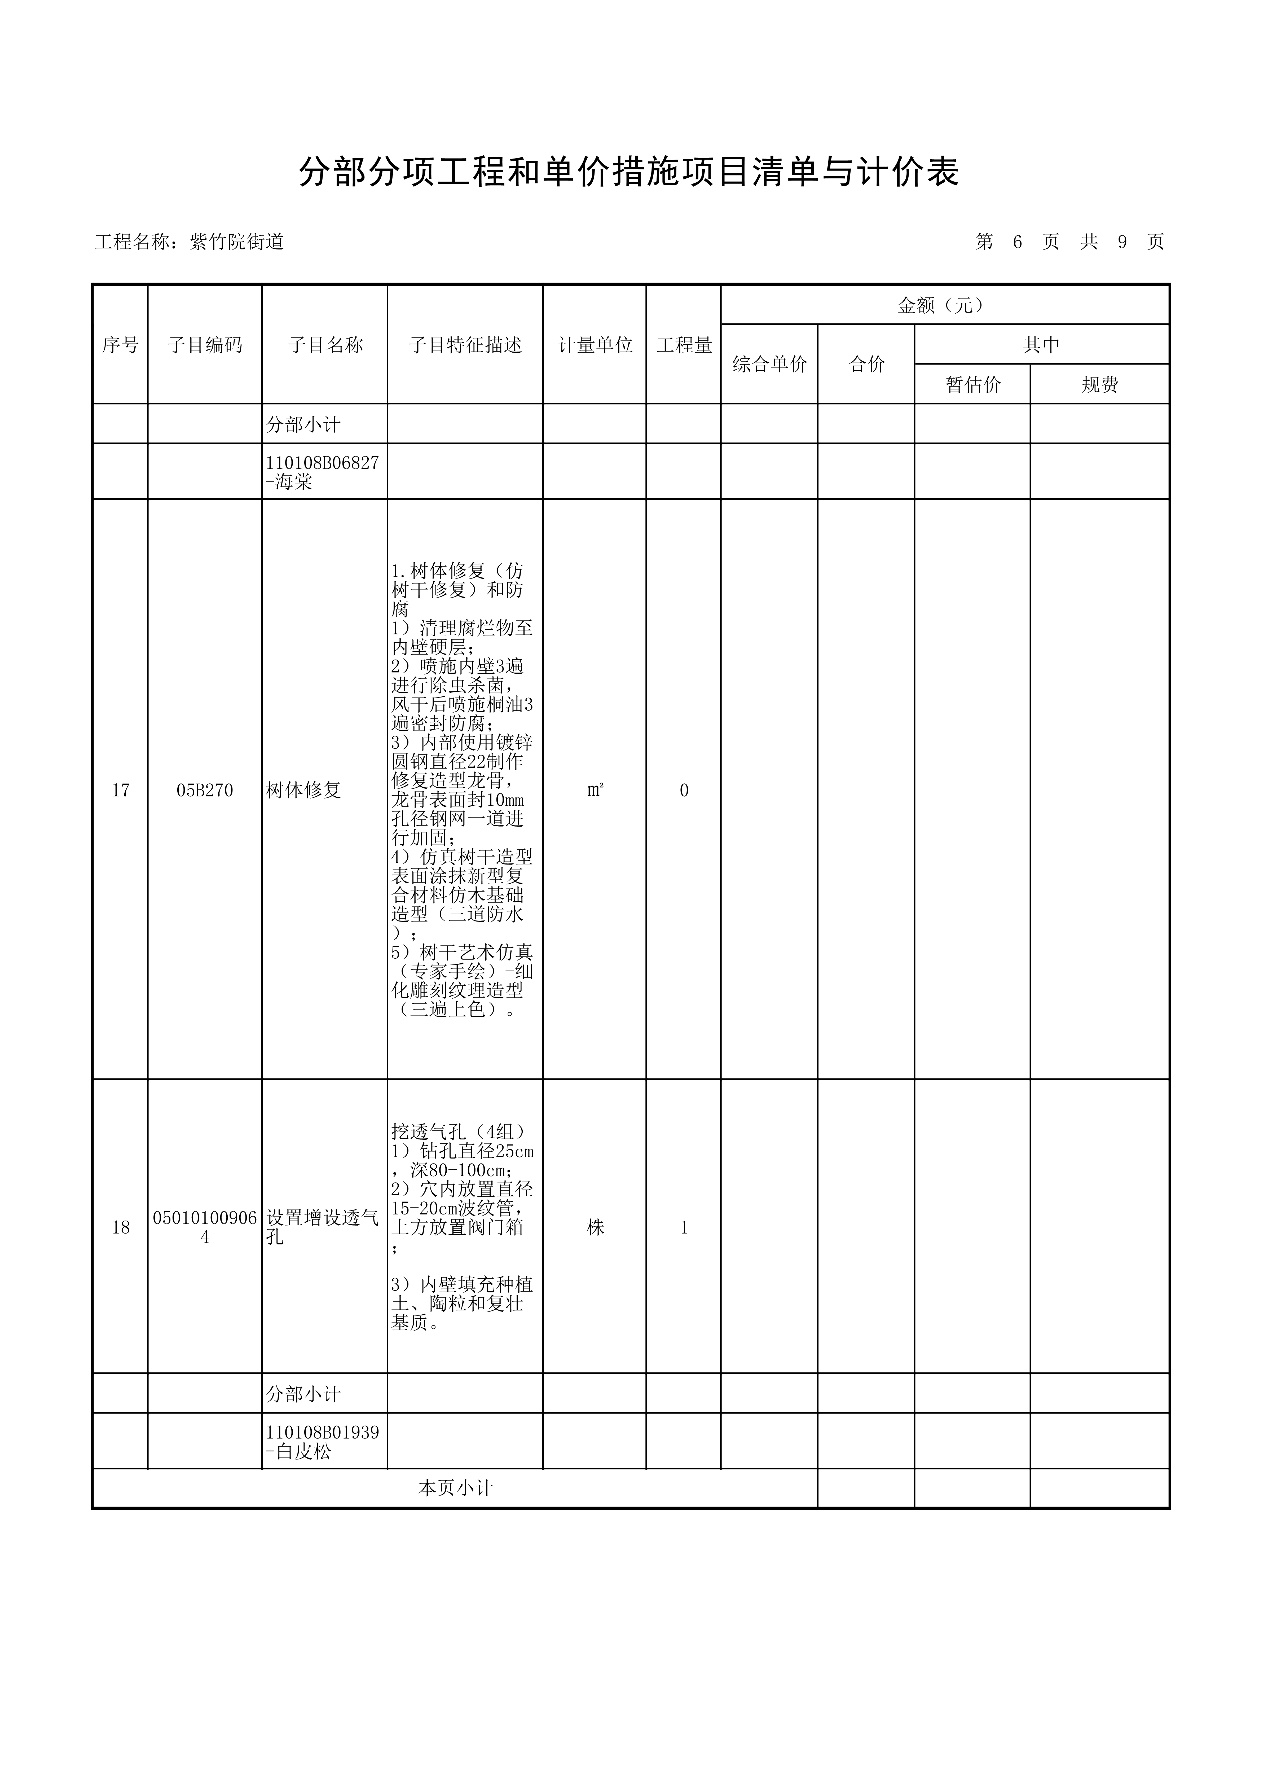 分部分项工程和单价措施项目清单与计价表
工程名称：紫竹院街道
第 6 页 共 9 页
序号
子目编码
子目名称
子目特征描述
计量单位
工程量
金额（元）
综合单价
合价
其中
暂估价
规费
分部小计
110108B06827
-海棠
17
05B270
树体修复
1.树体修复（仿
树干修复）和防
腐
1）清理腐烂物至
内壁硬层；
2）喷施内壁3遍
进行除虫杀菌，
风干后喷施桐油3
遍密封防腐；
3）内部使用镀锌
圆钢直径22制作
修复造型龙骨，
龙骨表面封10mm
孔径钢网一道进
行加固；
4）仿真树干造型
表面涂抹新型复
合材料仿木基础
造型（三道防水
）；
5）树干艺术仿真
（专家手绘）-细
化雕刻纹理造型
（三遍上色）。
m²
0
18
05010100906
4
设置增设透气
孔
挖透气孔（4组）
1）钻孔直径25cm
，深80-100cm；
2）穴内放置直径
15-20cm波纹管，
上方放置阀门箱
；
3）内壁填充种植
土、陶粒和复壮
基质。
株
1
分部小计
110108B01939
-白皮松
本页小计